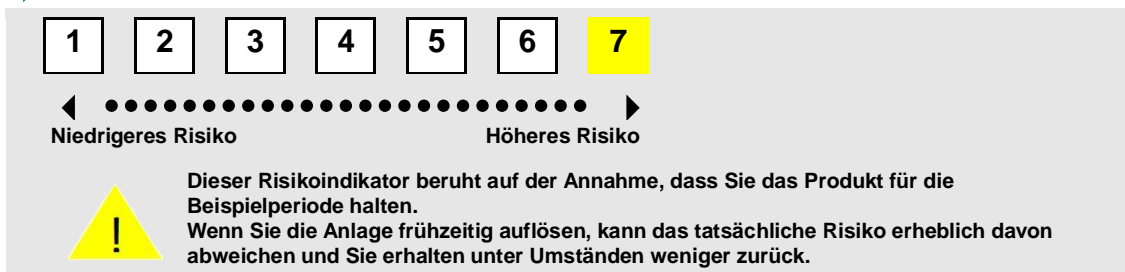 1 2 3 4 5 6 7
Niedrigeres Risiko Höheres Risiko
!
Dieser Risikoindikator beruht auf der Annahme, dass Sie das Produkt für die
Beispielperiode halten.
Wenn Sie die Anlage frühzeitig auflösen, kann das tatsächliche Risiko erheblich davon
abweichen und Sie erhalten unter Umständen weniger zurück.